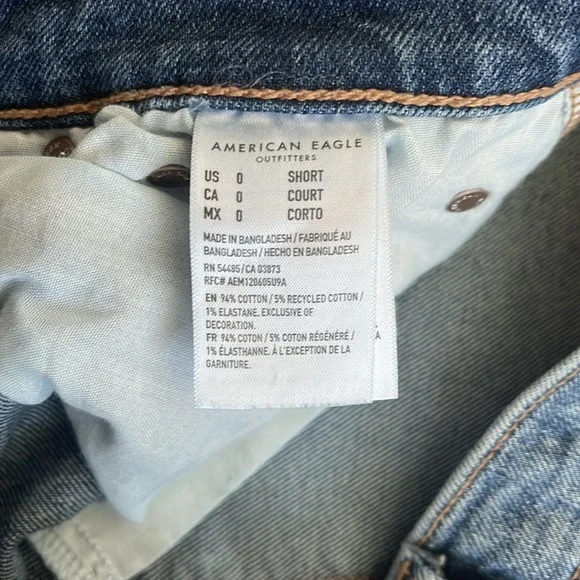 AMERICAN EAGLE
OUTFITTERS
US 0 SHORT
CA 0 COURT
MX 0 CORTO
MADE IN BANGLADESH / FABRIQUÉ AU
BANGLADESH / HECHO EN BANGLADESH
RN 54485 / CA 03873
RFC# AEM120605U9A
EN 94% COTTON / 5% RECYCLED COTTON /
1% ELASTANE. EXCLUSIVE OF
DECORATION.
FR 94% COTON / 5% COTON RÉGÉNÉRÉ /
1% ÉLASTHANNE. À L'EXCEPTION DE LA
GARNITURE.
A